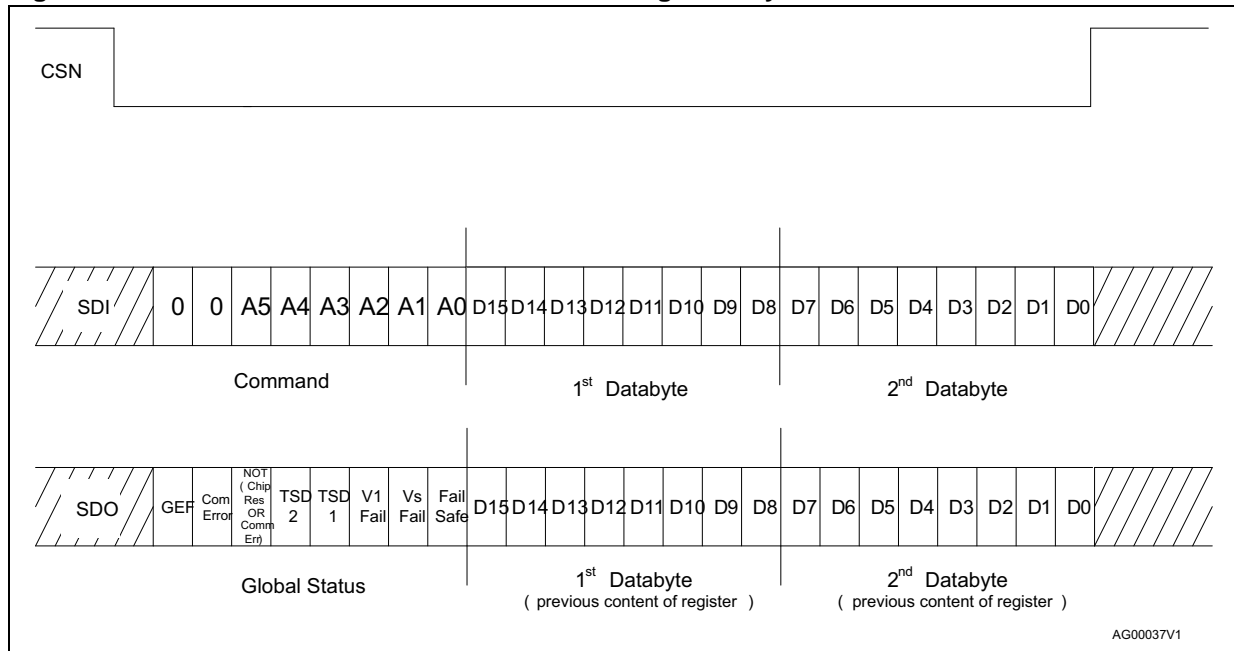 CSN
SDI 0 0 A5 A4 A3 A2 A1 A0 D15 D14 D13 D12 D11 D10 D9 D8 D7 D6 D5 D4 D3 D2 D1 D0
Command
1st Databyte
2nd Databyte
SDO GEF Com Error NOT ( Chip Res OR Comm Err) TSD 2 TSD 1 V1 Fail Vs Fail Fail Safe D15 D14 D13 D12 D11 D10 D9 D8 D7 D6 D5 D4 D3 D2 D1 D0
Global Status
1st Databyte
( previous content of register )
2nd Databyte
( previous content of register )
AG00037V1